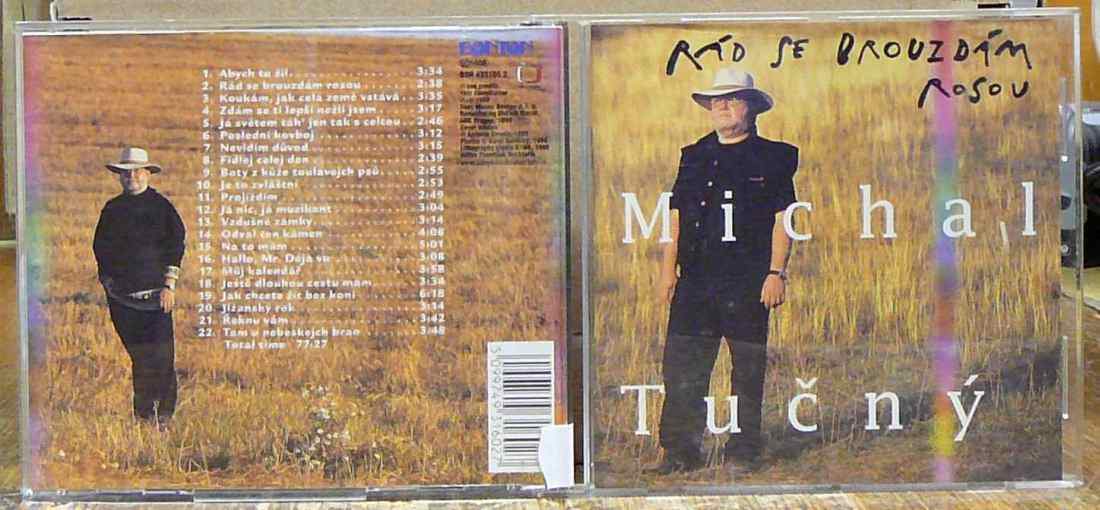 BONTON
1. Abych tu žil 3:34
2. Rád se brouzdám rosou 2:38
3. Koukám, jak celá země vstává 3:35
4. Zdám se ti lepší nežli jsem 3:17
5. Já světem táh' jen tak s celtou 2:46
6. Poslední kovboj 3:12
7. Nevidím důvod 3:15
8. Fidlej celej den 2:39
9. Boty z kůže toulavejch psů 2:55
10. Je to zvláštní 2:53
11. Projíždím 2:49
12. Já nic, já muzikant 3:04
13. Vzdušné zámky 3:14
14. Odval ten kámen 4:08
15. Na to mám 5:01
16. Hallo, Mr. Déjà vu 3:08
17. Můj kalendář 3:58
18. Ještě dlouhou cestu mám 3:34
19. Jak chcete žít bez koní 6:18
20. Jižanský rok 3:14
21. Řeknu vám 3:42
22. Tam u nebeskejch bran 3:48
Total time 77:27
RÁD SE BROUZDÁM
ROSOU
Michal
Tučný